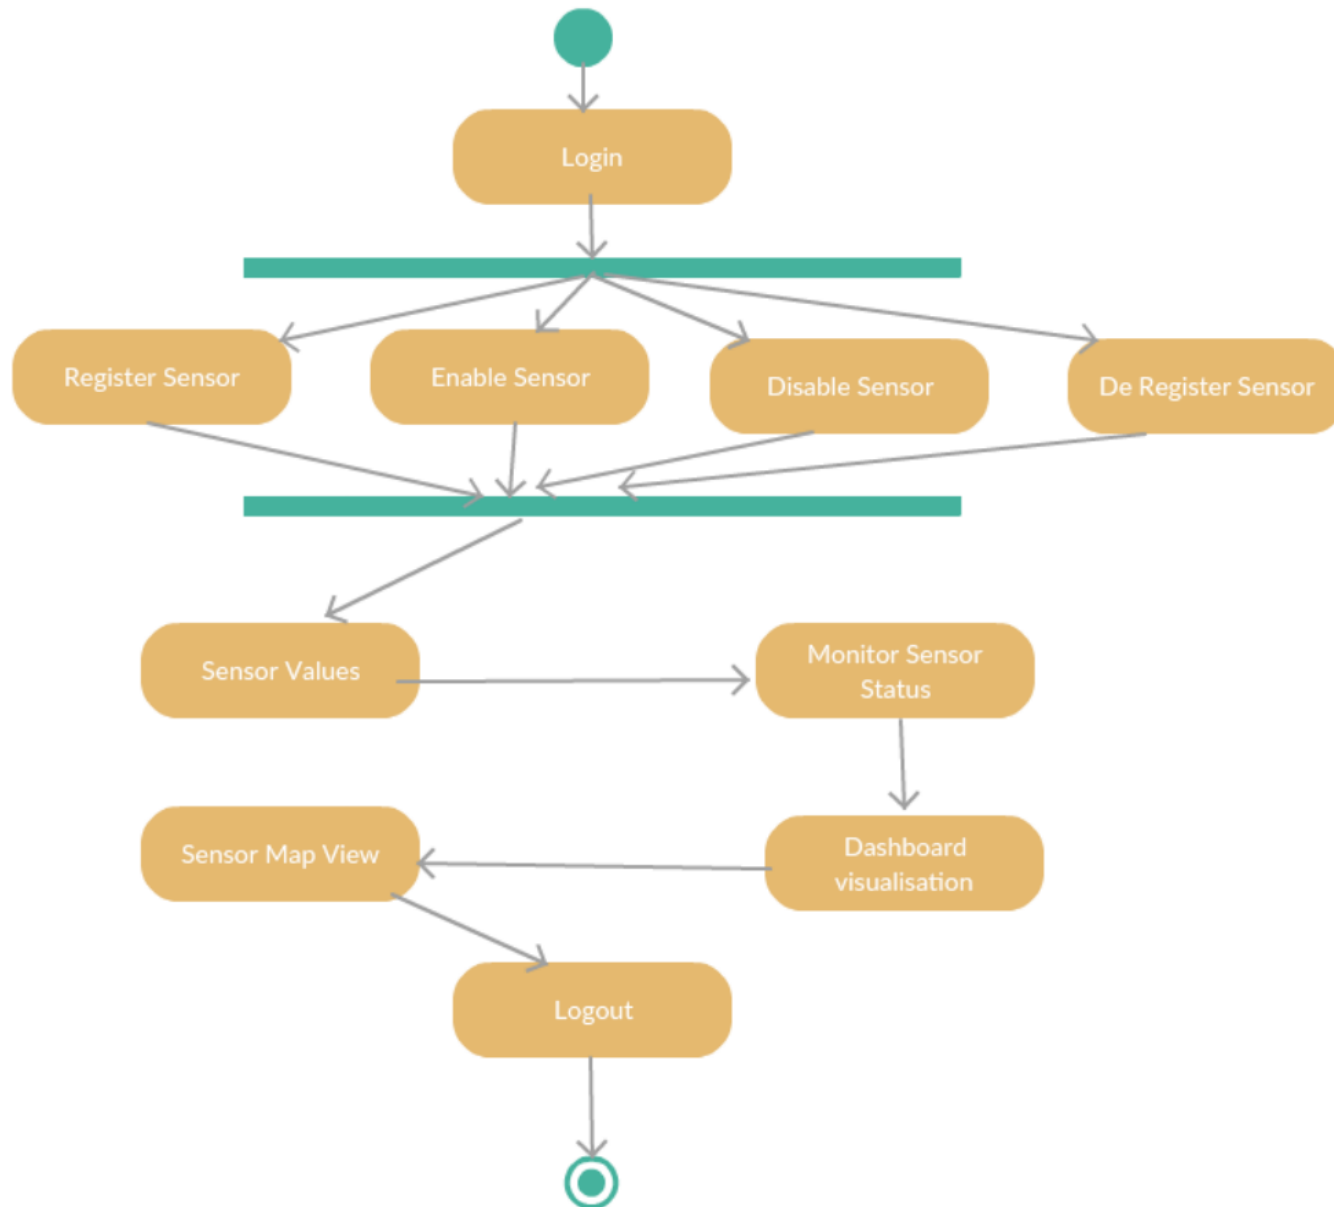 Login
Register Sensor
Enable Sensor
Disable Sensor
De Register Sensor
Sensor Values
Monitor Sensor
Status
Sensor Map View
Dashboard
visualisation
Logout